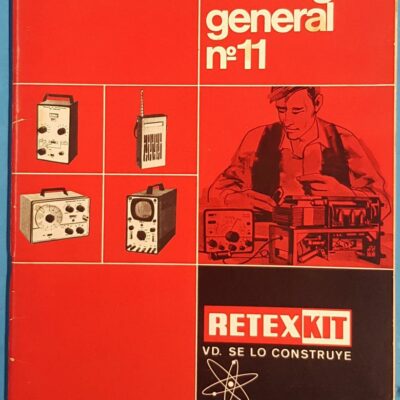 general
nº11
RETEXKIT
VD. SE LO CONSTRUYE